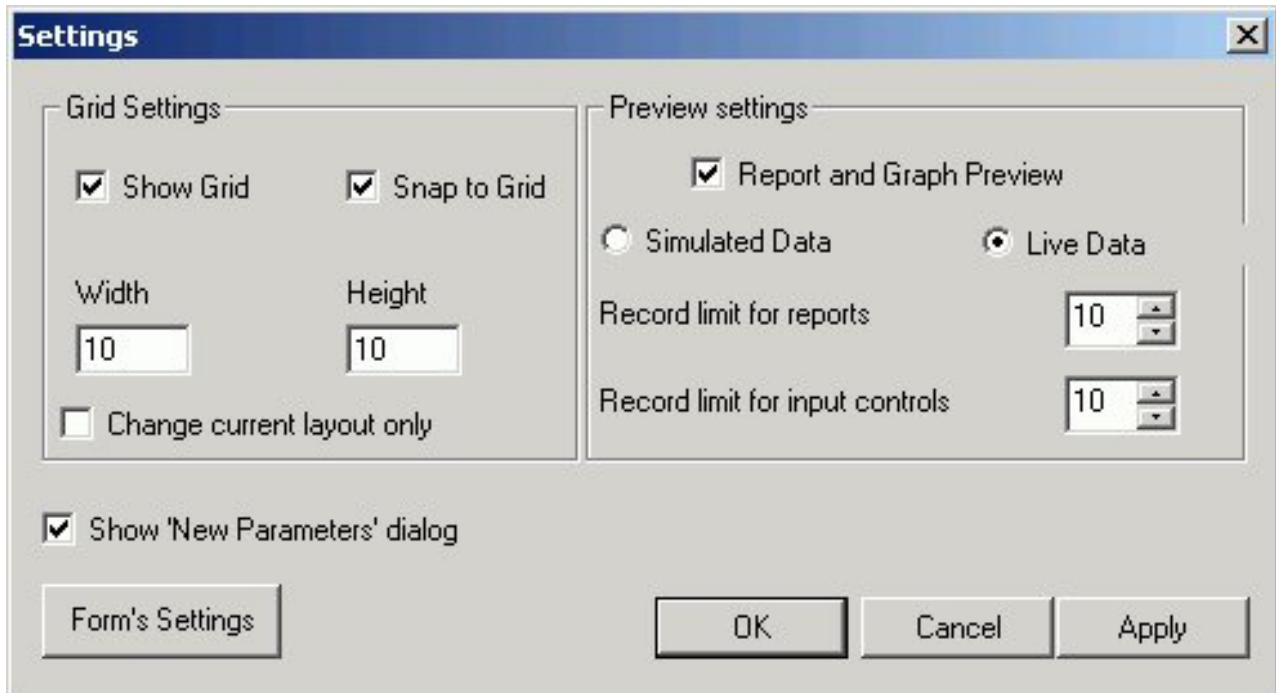 Settings
Grid Settings
Show Grid
Snap to Grid
Width
Height
10
10
Change current layout only
Preview settings
Report and Graph Preview
Simulated Data
Live Data
Record limit for reports
10
Record limit for input controls
10
Show 'New Parameters' dialog
Form's Settings
OK
Cancel
Apply